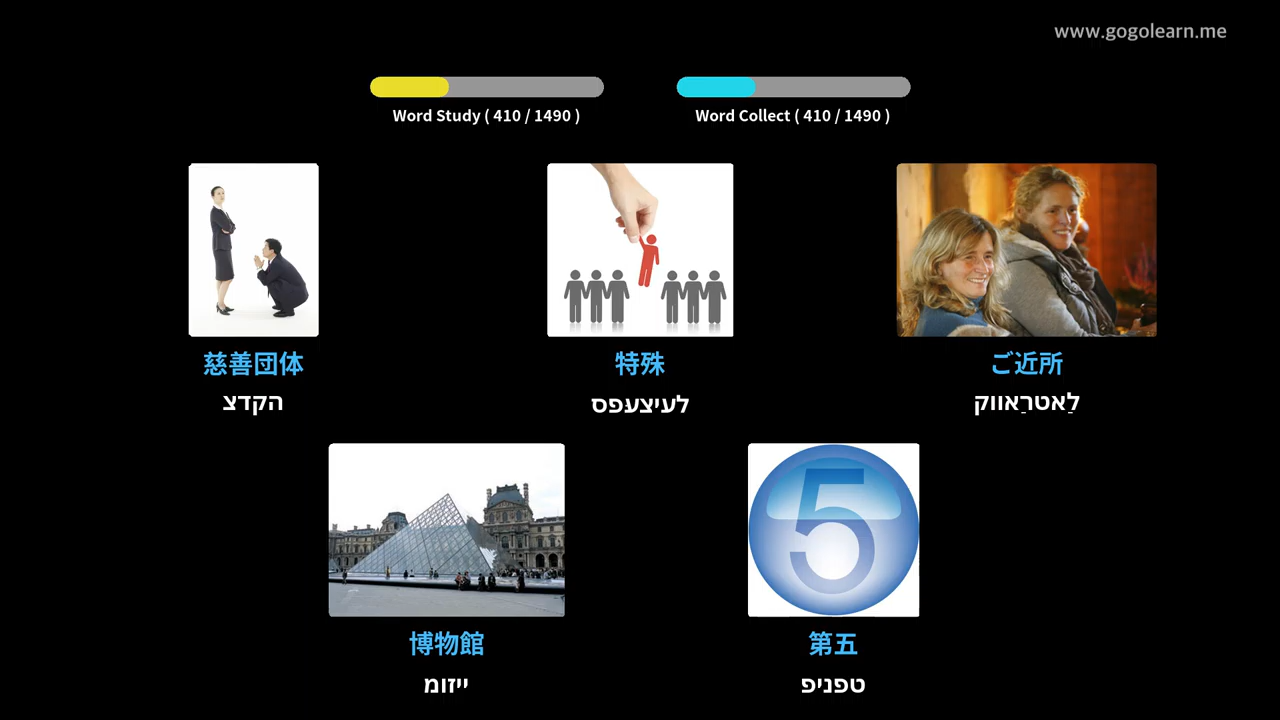 www.gogolearn.me
Word Study ( 410 / 1490 )
Word Collect ( 410 / 1490 )
慈善団体
הקדצ
特殊
לעיצעפס
ご近所
לַאטרַאווק
博物館
ייזומ
第五
טפניפ